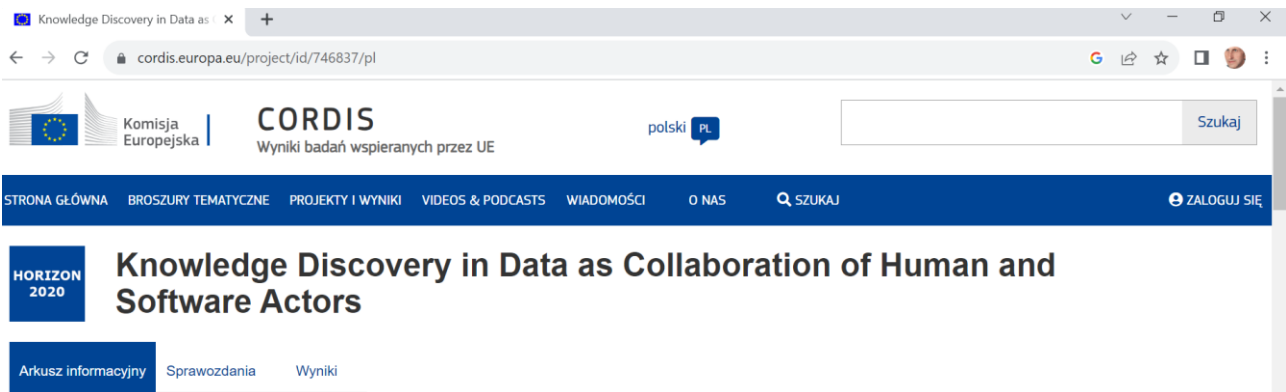 Knowledge Discovery in Data as
cordis.europa.eu/project/id/746837/pl
Komisja
Europejska
CORDIS
Wyniki badań wspieranych przez UE
polski PL
Szukaj
STRONA GŁÓWNA BROSZURY TEMATYCZNE PROJEKTY I WYNIKI VIDEOS & PODCASTS WIADOMOŚCI O NAS SZUKAJ ZALOGUJ SIĘ
HORIZON
2020
Knowledge Discovery in Data as Collaboration of Human and
Software Actors
Arkusz informacyjny Sprawozdania Wyniki